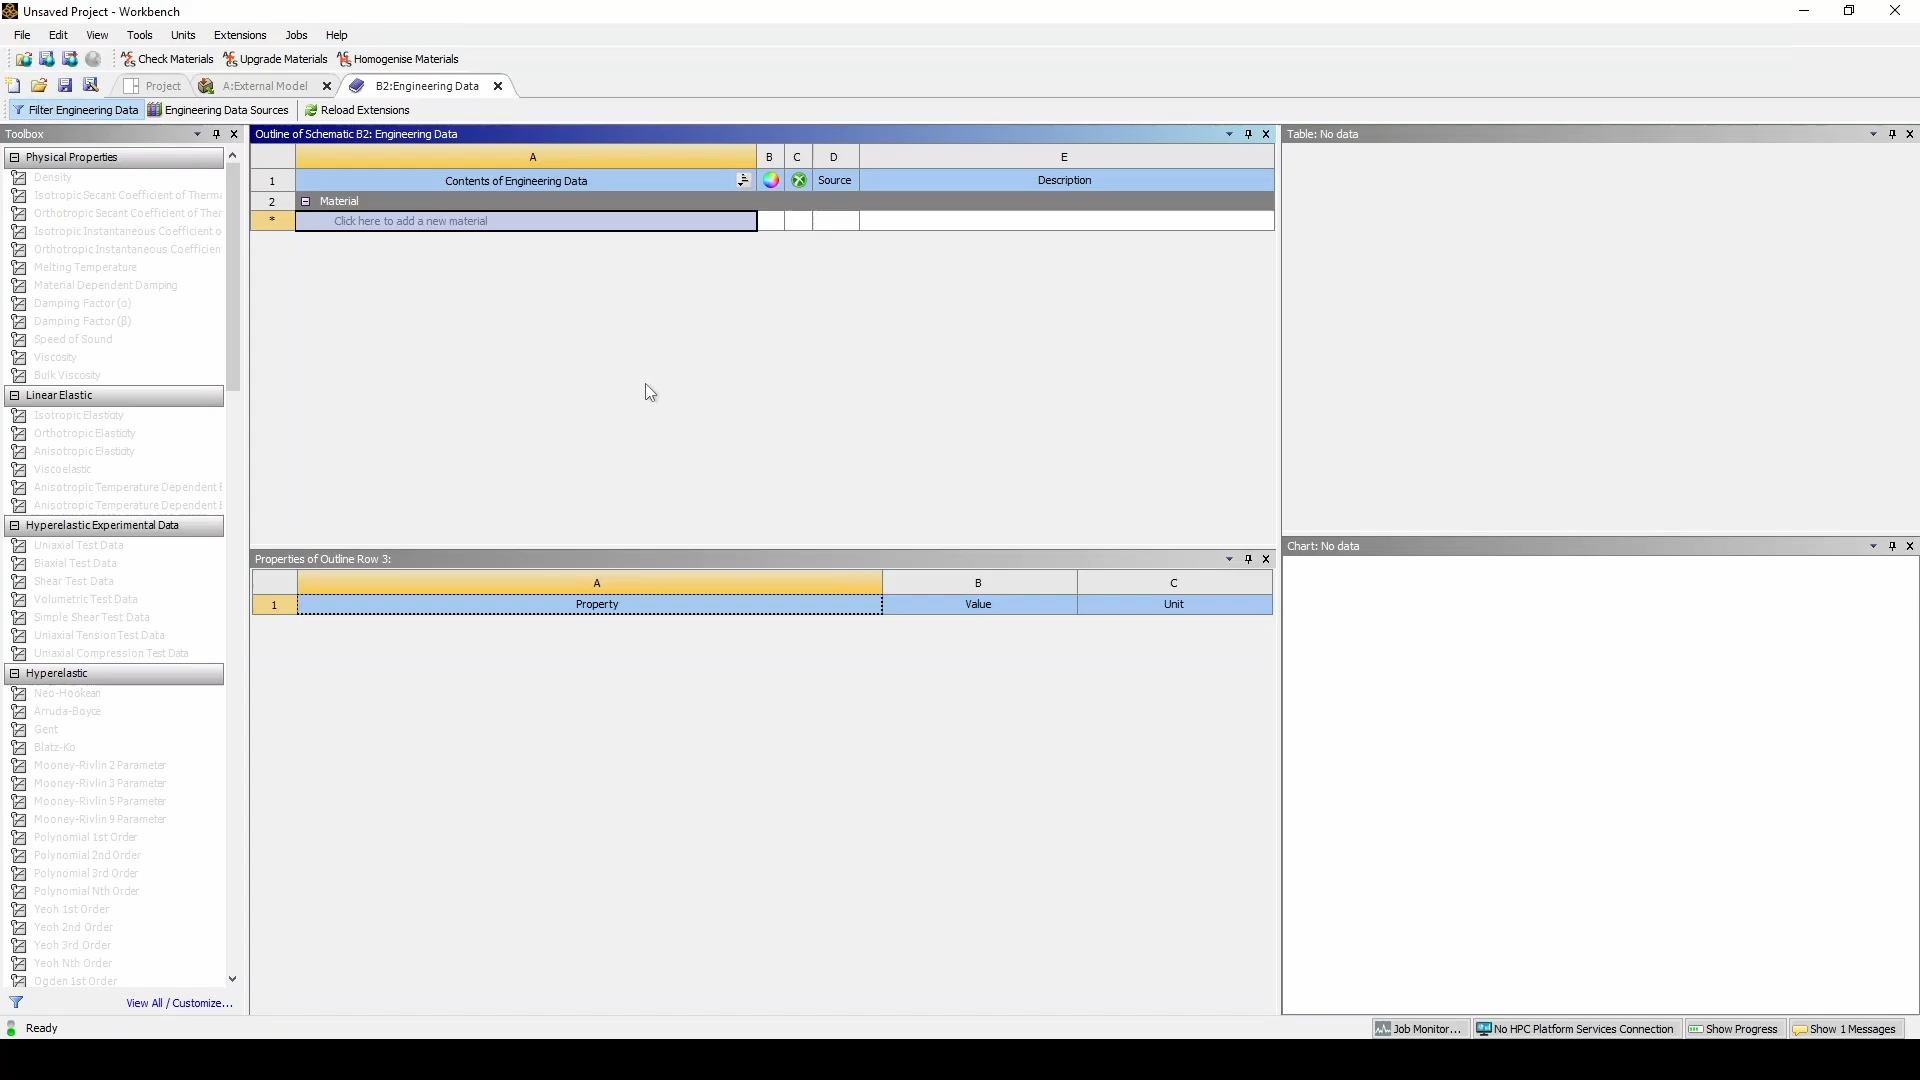 Unsaved Project - Workbench
File Edit View Tools Units Extensions Jobs Help
Check Materials Upgrade Materials Homogenise Materials
Project A:External Model B2:Engineering Data
Filter Engineering Data Engineering Data Sources Reload Extensions
Toolbox
Physical Properties
Density
Isotropic Secant Coefficient of Therma
Orthotropic Secant Coefficient of Ther
Isotropic Instantaneous Coefficient o
Orthotropic Instantaneous Coefficien
Melting Temperature
Material Dependent Damping
Damping Factor (α)
Damping Factor (β)
Speed of Sound
Viscosity
Bulk Viscosity
Linear Elastic
Isotropic Elasticity
Orthotropic Elasticity
Anisotropic Elasticity
Viscoelastic
Anisotropic Temperature Dependent E
Anisotropic Temperature Dependent E
Hyperelastic Experimental Data
Uniaxial Test Data
Biaxial Test Data
Shear Test Data
Volumetric Test Data
Simple Shear Test Data
Uniaxial Tension Test Data
Uniaxial Compression Test Data
Hyperelastic
Neo-Hookean
Arruda-Boyce
Gent
Blatz-Ko
Mooney-Rivlin 2 Parameter
Mooney-Rivlin 3 Parameter
Mooney-Rivlin 5 Parameter
Mooney-Rivlin 9 Parameter
Polynomial 1st Order
Polynomial 2nd Order
Polynomial 3rd Order
Polynomial Nth Order
Yeoh 1st Order
Yeoh 2nd Order
Yeoh 3rd Order
Yeoh Nth Order
Ogden 1st Order
View All / Customize...
Outline of Schematic B2: Engineering Data
A B C D E
1 Contents of Engineering Data Source Description
2 Material
* Click here to add a new material
Properties of Outline Row 3:
A B C
1 Property Value Unit
Table: No data
Chart: No data
Ready
Job Monitor... No HPC Platform Services Connection Show Progress Show 1 Messages